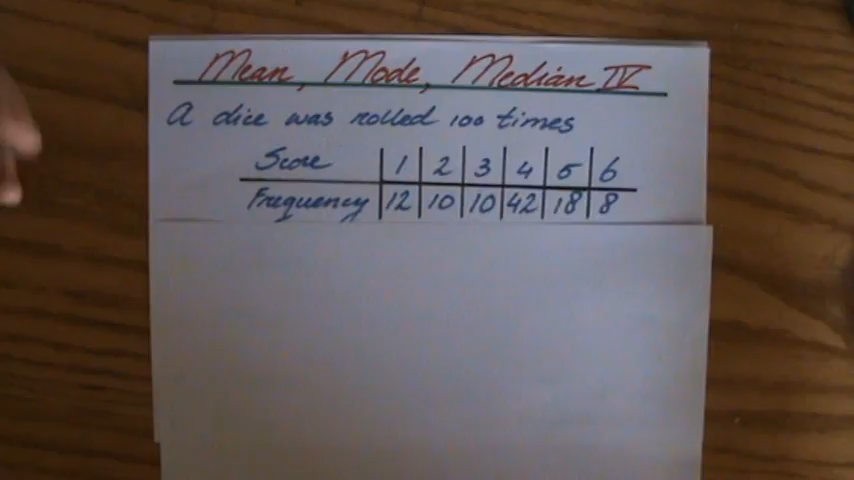 Mean, Mode, Median IV
A dice was rolled 100 times
Score 1 2 3 4 5 6
Frequency 12 10 10 42 18 8